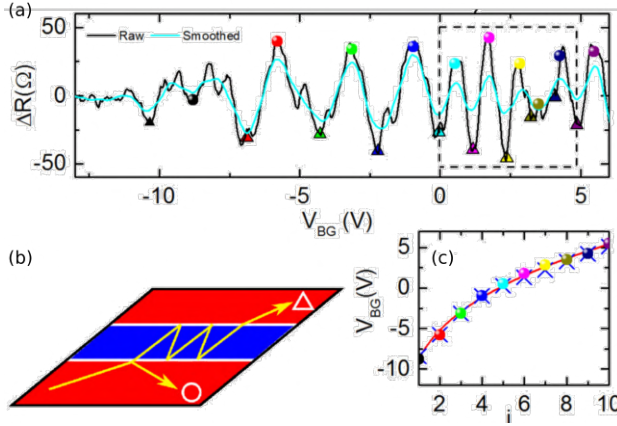 (a)
50
0
-50
ΔR(Ω)
Raw Smoothed
-10 -5 0 5
V_BG(V)
(b)
(c)
5
0
-5
-10
V_BG(V)
2 4 6 8 10